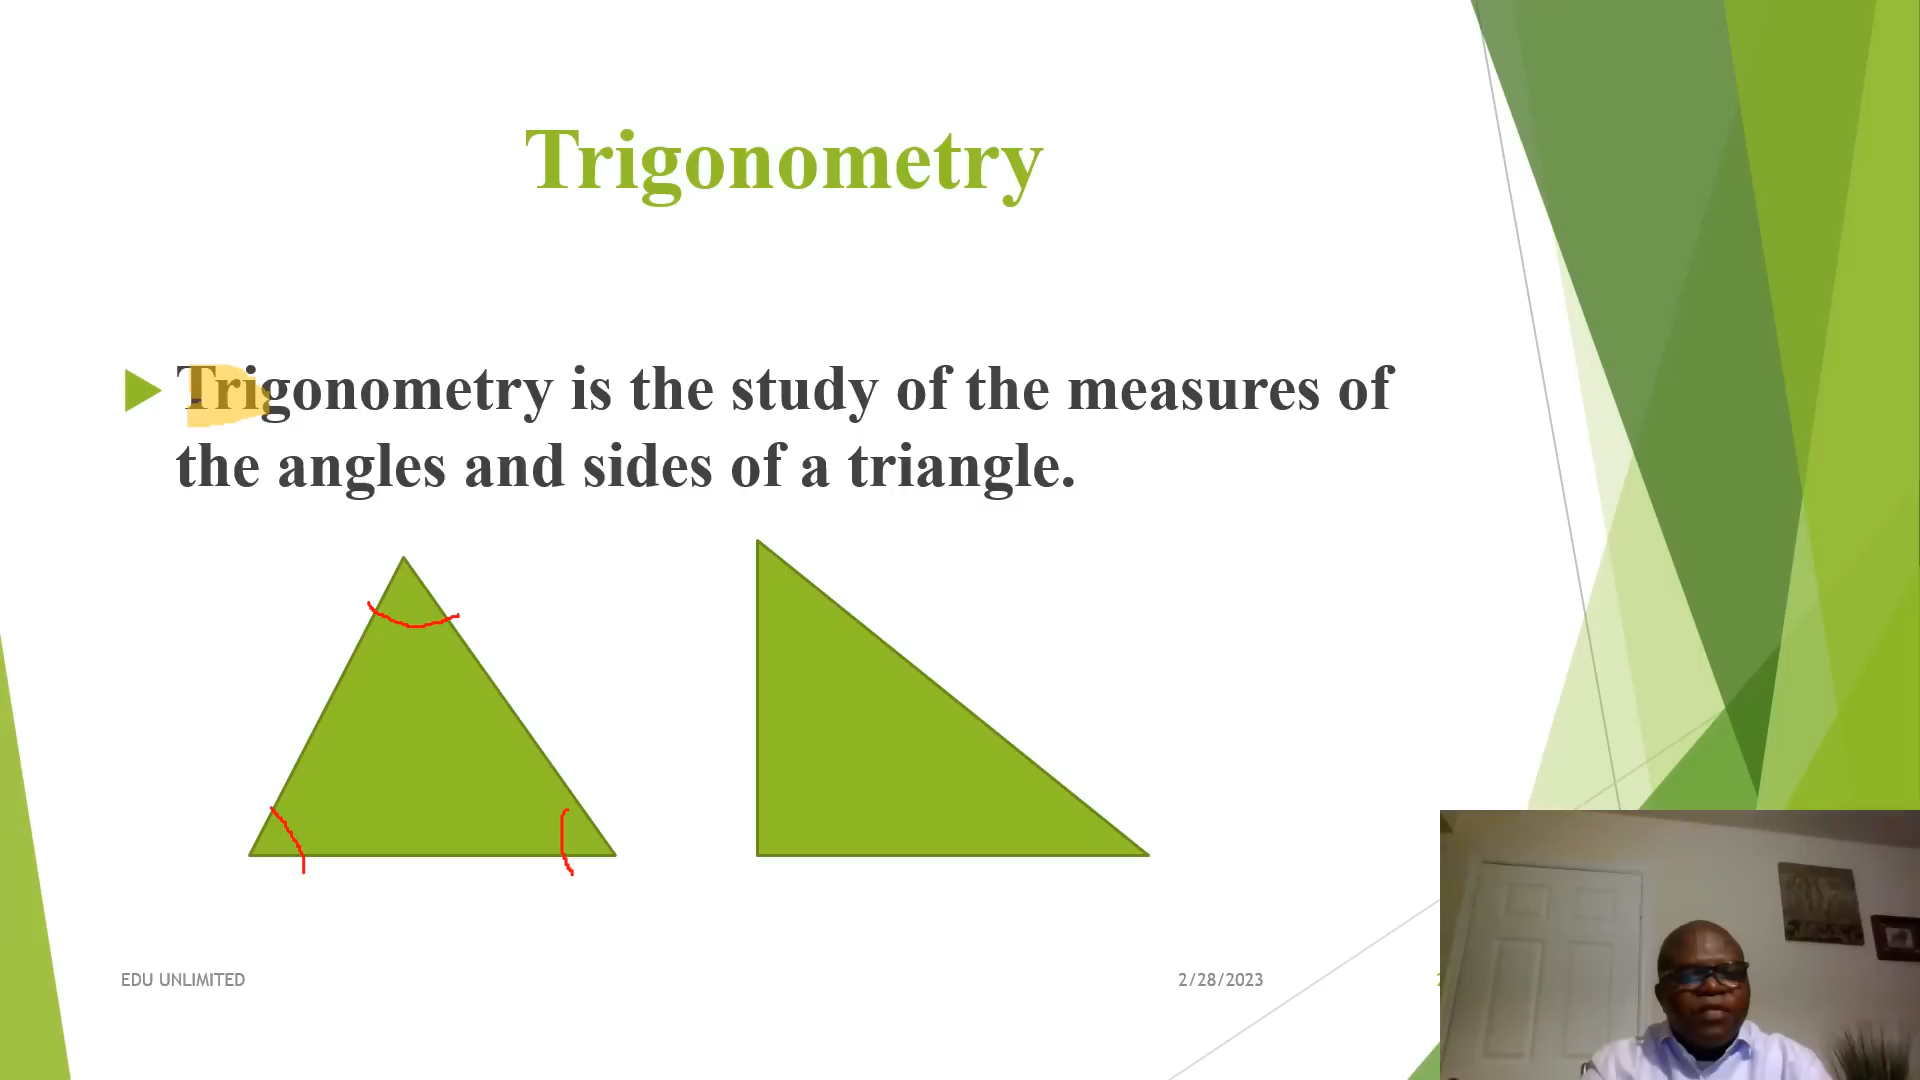 Trigonometry
Trigonometry is the study of the measures of
the angles and sides of a triangle.
EDU UNLIMITED
2/28/2023